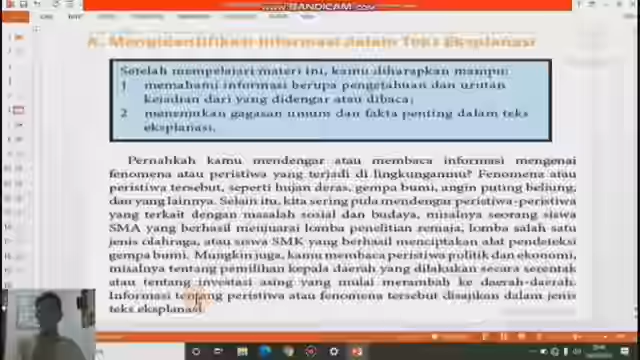 www.BANDICAM.com
A. Mengidentifikasi Informasi dalam Teks Eksplanasi
Setelah mempelajari materi ini, kamu diharapkan mampu:
1 memahami informasi berupa pengetahuan dan urutan
kejadian dari yang didengar atau dibaca;
2 menemukan gagasan umum dan fakta penting dalam teks
eksplanasi.
Pernahkah kamu mendengar atau membaca informasi mengenai
fenomena atau peristiwa yang terjadi di lingkunganmu? Fenomena atau
peristiwa tersebut, seperti hujan deras, gempa bumi, angin puting beliung,
dan yang lainnya. Selain itu, kita sering pula mendengar peristiwa-peristiwa
yang terkait dengan masalah sosial dan budaya, misalnya seorang siswa
SMA yang berhasil menjuarai lomba penelitian remaja, lomba salah satu
jenis olahraga, atau siswa SMK yang berhasil menciptakan alat pendeteksi
gempa bumi. Mungkin juga, kamu membaca peristiwa politik dan ekonomi,
misalnya tentang pemilihan kepala daerah yang dilakukan secara serentak
atau tentang investasi asing yang mulai merambah ke daerah-daerah.
Informasi tentang peristiwa atau fenomena tersebut disajikan dalam jenis
teks eksplanasi